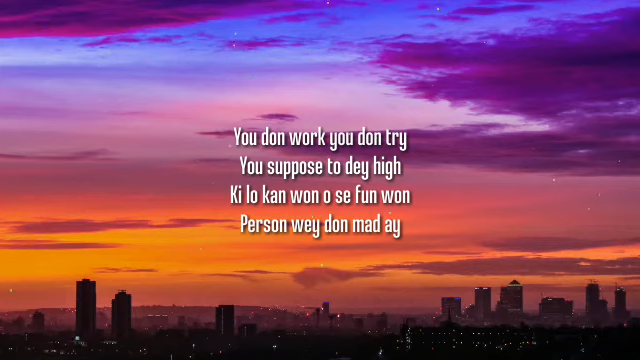 You don work you don try
You suppose to dey high
Ki lo kan won o se fun won
Person wey don mad ay